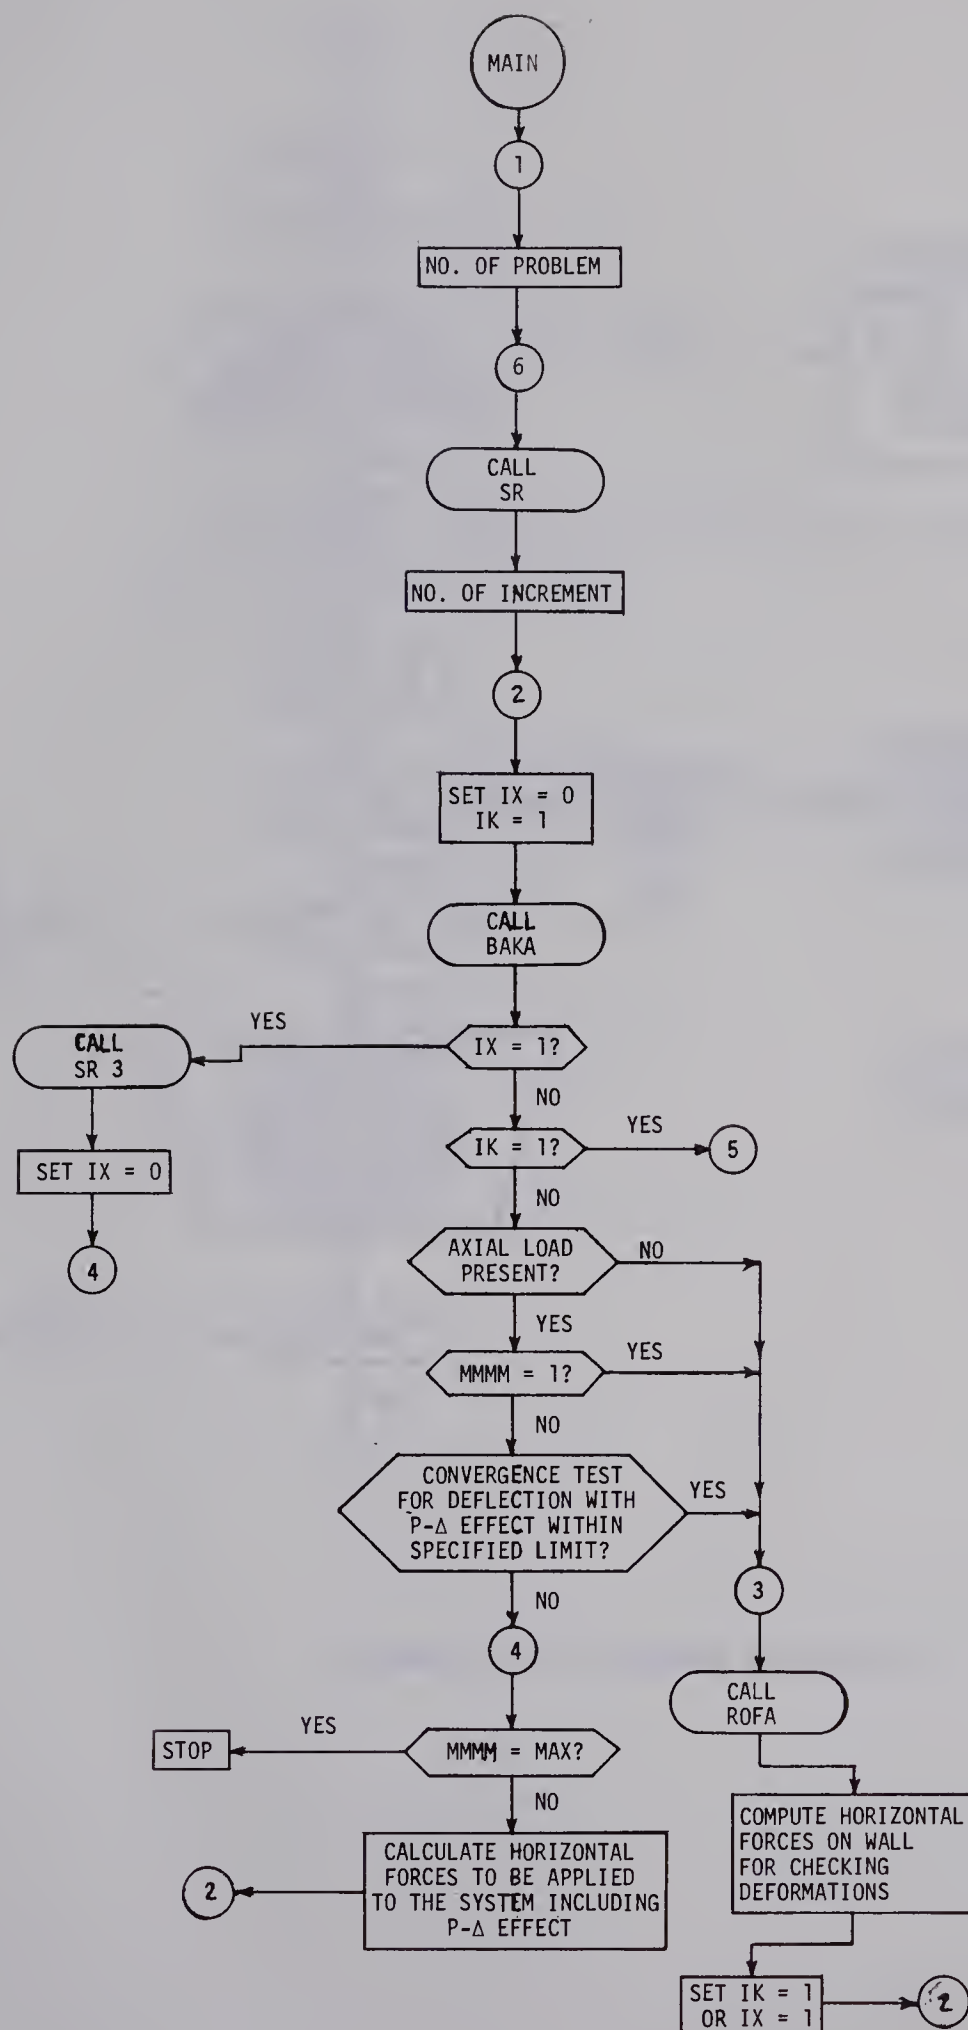 MAIN
1
NO. OF PROBLEM
6
CALL
SR
NO. OF INCREMENT
2
SET IX = 0
IK = 1
CALL
BAKA
IX = 1?
YES
CALL
SR 3
SET IX = 0
4
NO
IK = 1?
YES
5
NO
AXIAL LOAD
PRESENT?
NO
YES
MMMM = 1?
YES
NO
CONVERGENCE TEST
FOR DEFLECTION WITH
P-Δ EFFECT WITHIN
SPECIFIED LIMIT?
YES
3
NO
4
CALL
ROFA
MMMM = MAX?
YES
STOP
NO
CALCULATE HORIZONTAL
FORCES TO BE APPLIED
TO THE SYSTEM INCLUDING
P-Δ EFFECT
2
COMPUTE HORIZONTAL
FORCES ON WALL
FOR CHECKING
DEFORMATIONS
SET IK = 1
OR IX = 1
2